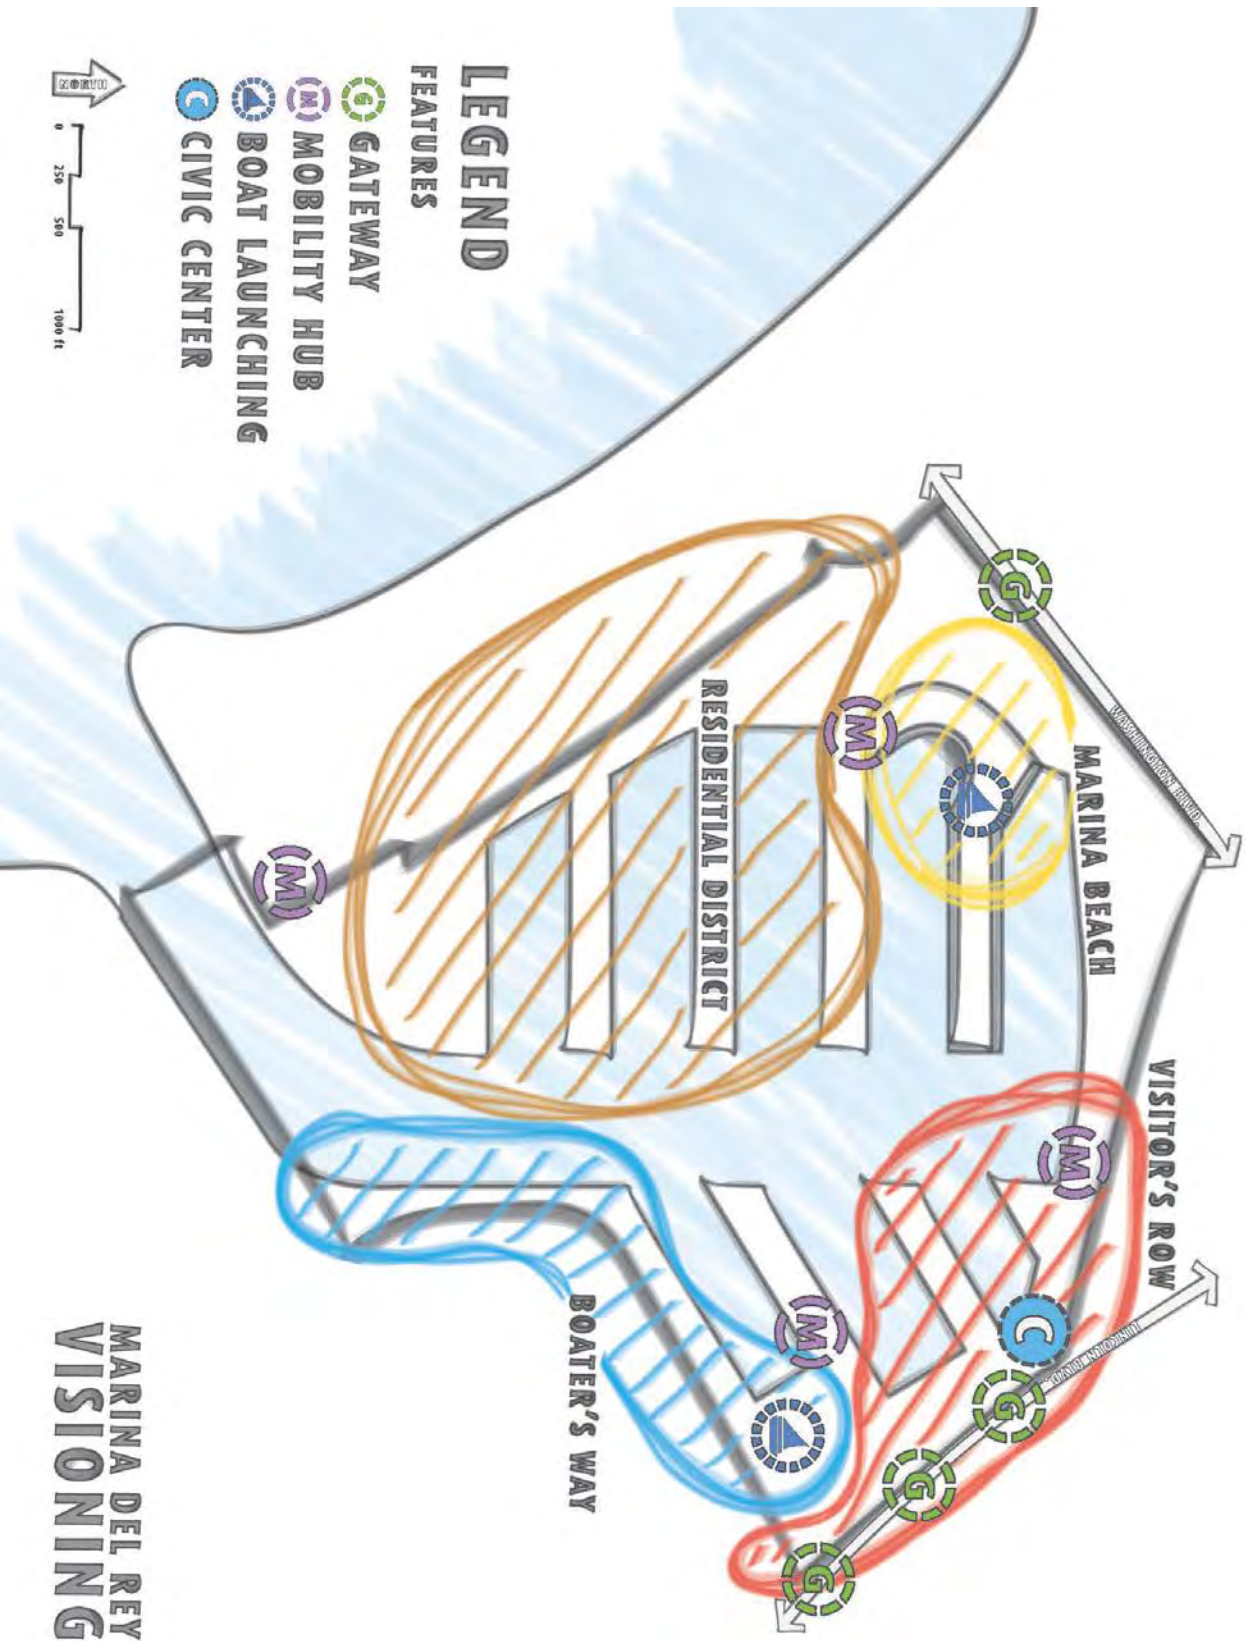 LEGEND
FEATURES
G GATEWAY
M MOBILITY HUB
BOAT LAUNCHING
C CIVIC CENTER
NORTH
0 250 500 1000 ft
G
WASHINGTON BLVD.
MARINA BEACH
M
RESIDENTIAL DISTRICT
M
VISITOR'S ROW
M
C
LINCOLN BLVD.
G
G
G
M
BOATER'S WAY
MARINA DEL REY
VISIONING